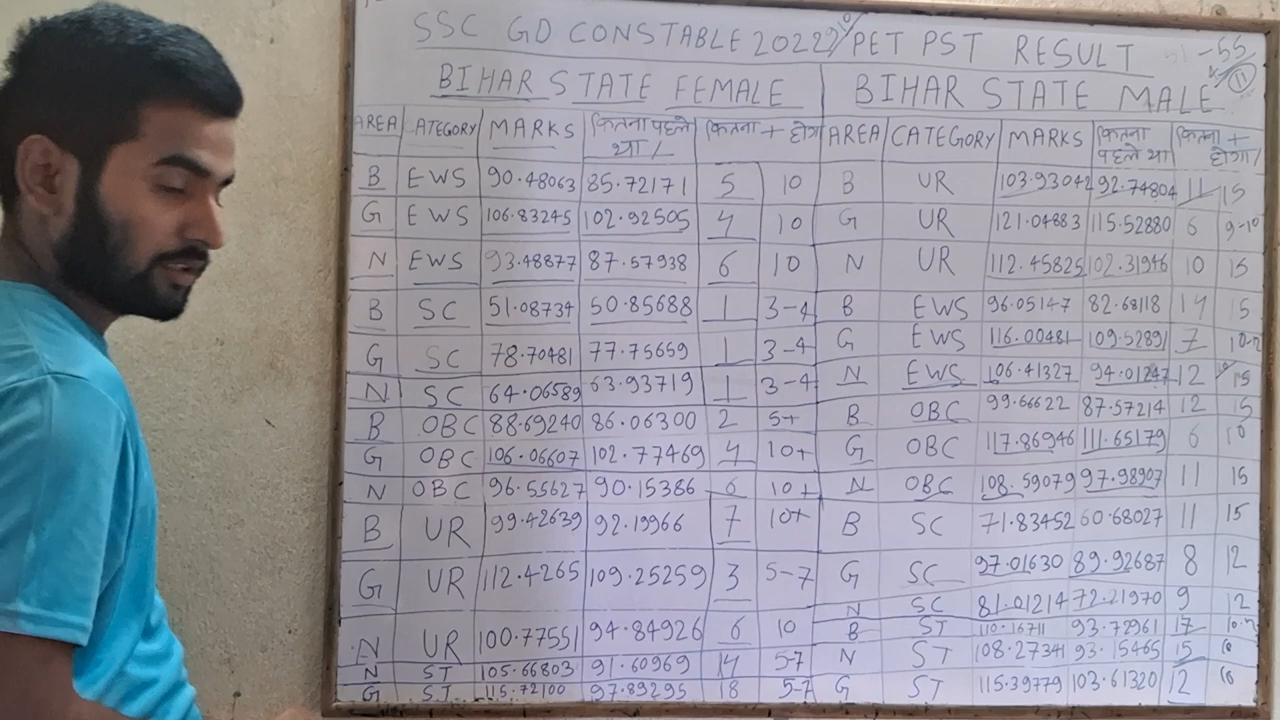 SSC GD CONSTABLE 2022 PET PST RESULT
-55
11
BIHAR STATE FEMALE BIHAR STATE MALE
AREA CATEGORY MARKS कितना पहले था / कितना + होगा AREA CATEGORY MARKS कितना पहले था कितना + होगा /
B EWS 90.48063 85.72171 5 10 B UR 103.93042 92.74804 11 15
G EWS 106.83245 102.92505 4 10 G UR 121.04883 115.52880 6 9-10
N EWS 93.48877 87.57938 6 10 N UR 112.45825 102.31946 10 15
B SC 51.08734 50.85688 1 3-4 B EWS 96.05147 82.68118 14 15
G SC 78.70481 77.75659 1 3-4 G EWS 116.00481 109.52891 7
N SC 64.06589 63.93719 1 3-4 N EWS 106.41327 94.01247 12 15
B OBC 88.69240 86.06300 2 5+ B OBC 99.66622 87.57214 12 15
G OBC 106.06607 102.77469 4 10+ G OBC 117.86946 111.65179 6 10
N OBC 96.55627 90.15386 6 10+ N OBC 108.59079 97.98907 11 15
B UR 99.42639 92.19966 7 10+ B SC 71.83452 60.68027 11 15
G UR 112.4265 109.25259 3 5-7 G SC 97.01630 89.92687 8 12
N SC 81.01214 72.21970 9 12
N UR 100.77551 94.84926 6 10 B ST 110.16711 93.72961 17
N ST 105.66803 91.60969 14 5-7 N ST 108.27341 93.15465 15 10
G ST 115.72100 97.89295 18 5-7 G ST 115.39779 103.61320 12 10